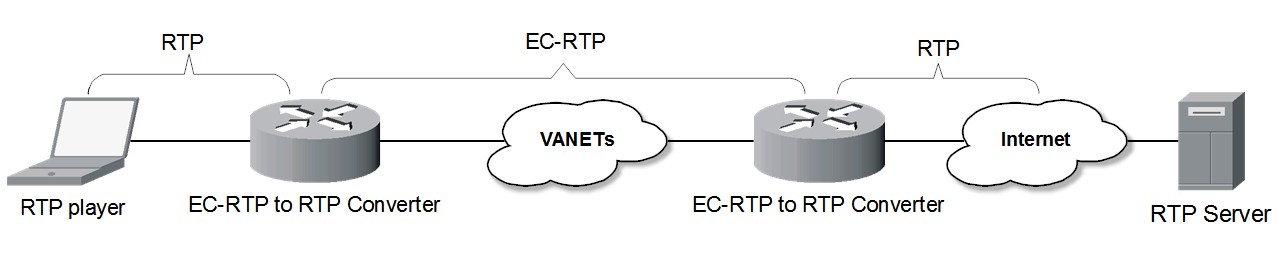 RTP
EC-RTP
RTP
VANETs
Internet
RTP player
EC-RTP to RTP Converter
EC-RTP to RTP Converter
RTP Server